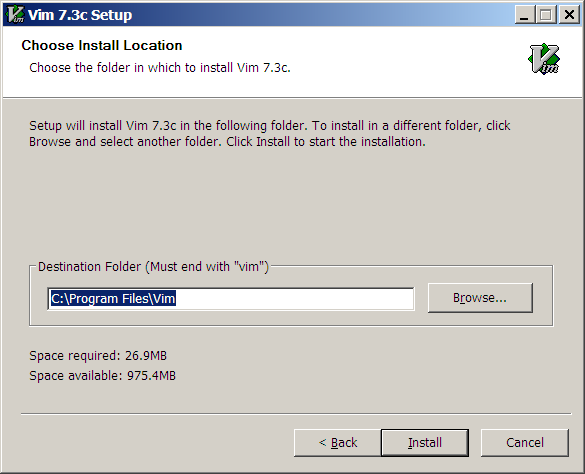 Vim 7.3c Setup
Choose Install Location
Choose the folder in which to install Vim 7.3c.
Vim
Setup will install Vim 7.3c in the following folder. To install in a different folder, click
Browse and select another folder. Click Install to start the installation.
Destination Folder (Must end with "vim")
C:\Program Files\Vim
Browse...
Space required: 26.9MB
Space available: 975.4MB
< Back
Install
Cancel